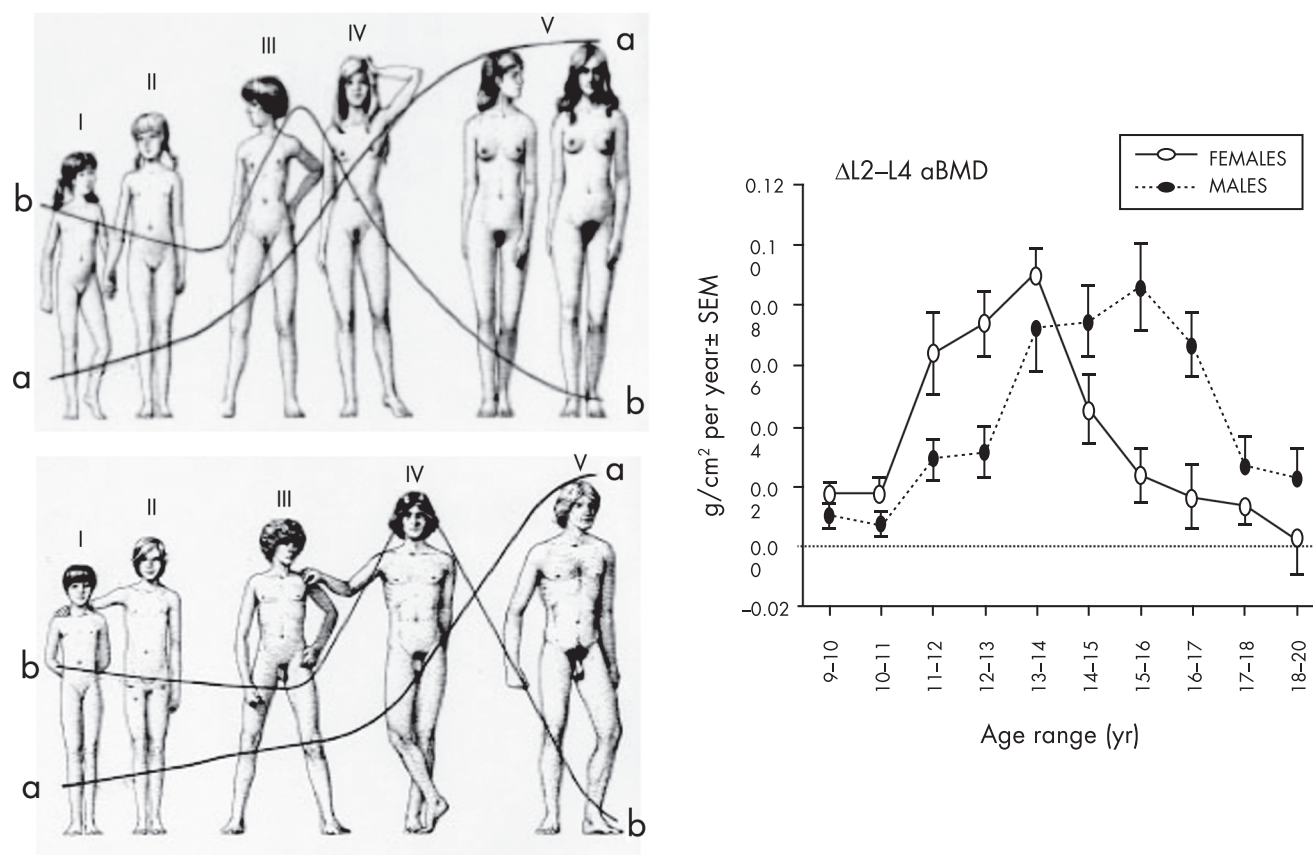 I
II
III
IV
V
a
b
a
b
I
II
III
IV
V
a
b
a
b
ΔL2–L4 aBMD
FEMALES
MALES
g/cm² per year± SEM
0.12
0.1
0
0.0
8
0.0
6
0.0
4
0.0
2
0.0
0
–0.02
9–10
10–11
11–12
12–13
13–14
14–15
15–16
16–17
17–18
18–20
Age range (yr)